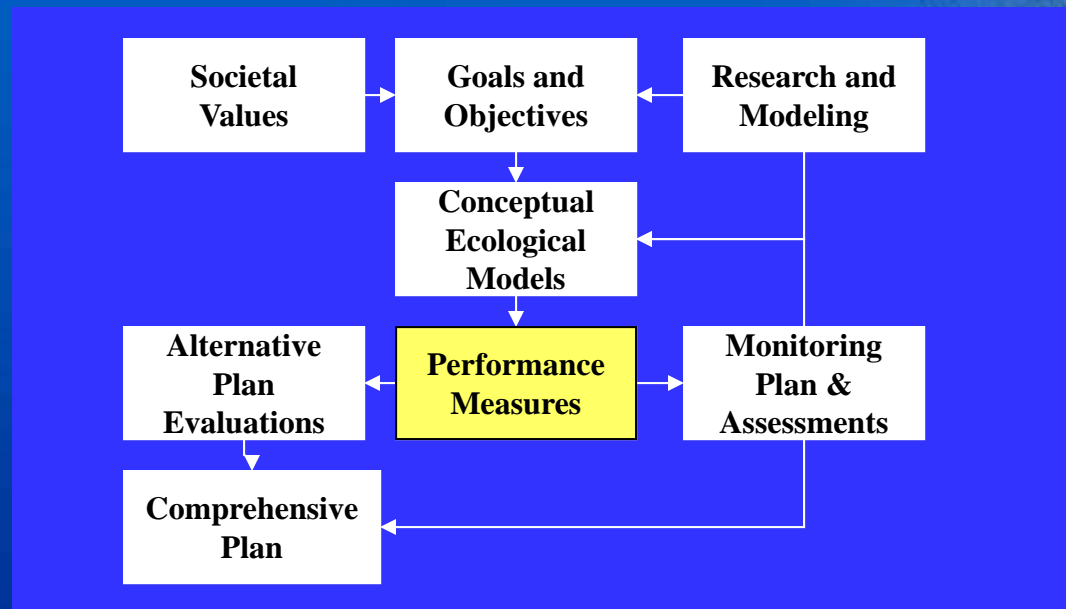 Societal
Values
Goals and
Objectives
Research and
Modeling
Conceptual
Ecological
Models
Alternative
Plan
Evaluations
Performance
Measures
Monitoring
Plan &
Assessments
Comprehensive
Plan